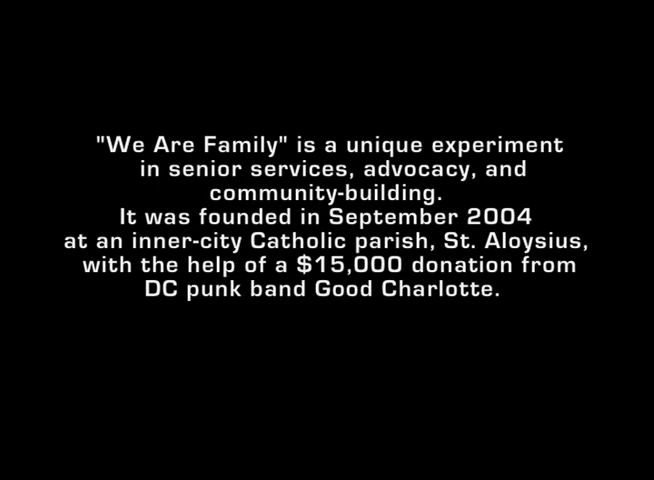 "We Are Family" is a unique experiment
in senior services, advocacy, and
community-building.
It was founded in September 2004
at an inner-city Catholic parish, St. Aloysius,
with the help of a $15,000 donation from
DC punk band Good Charlotte.